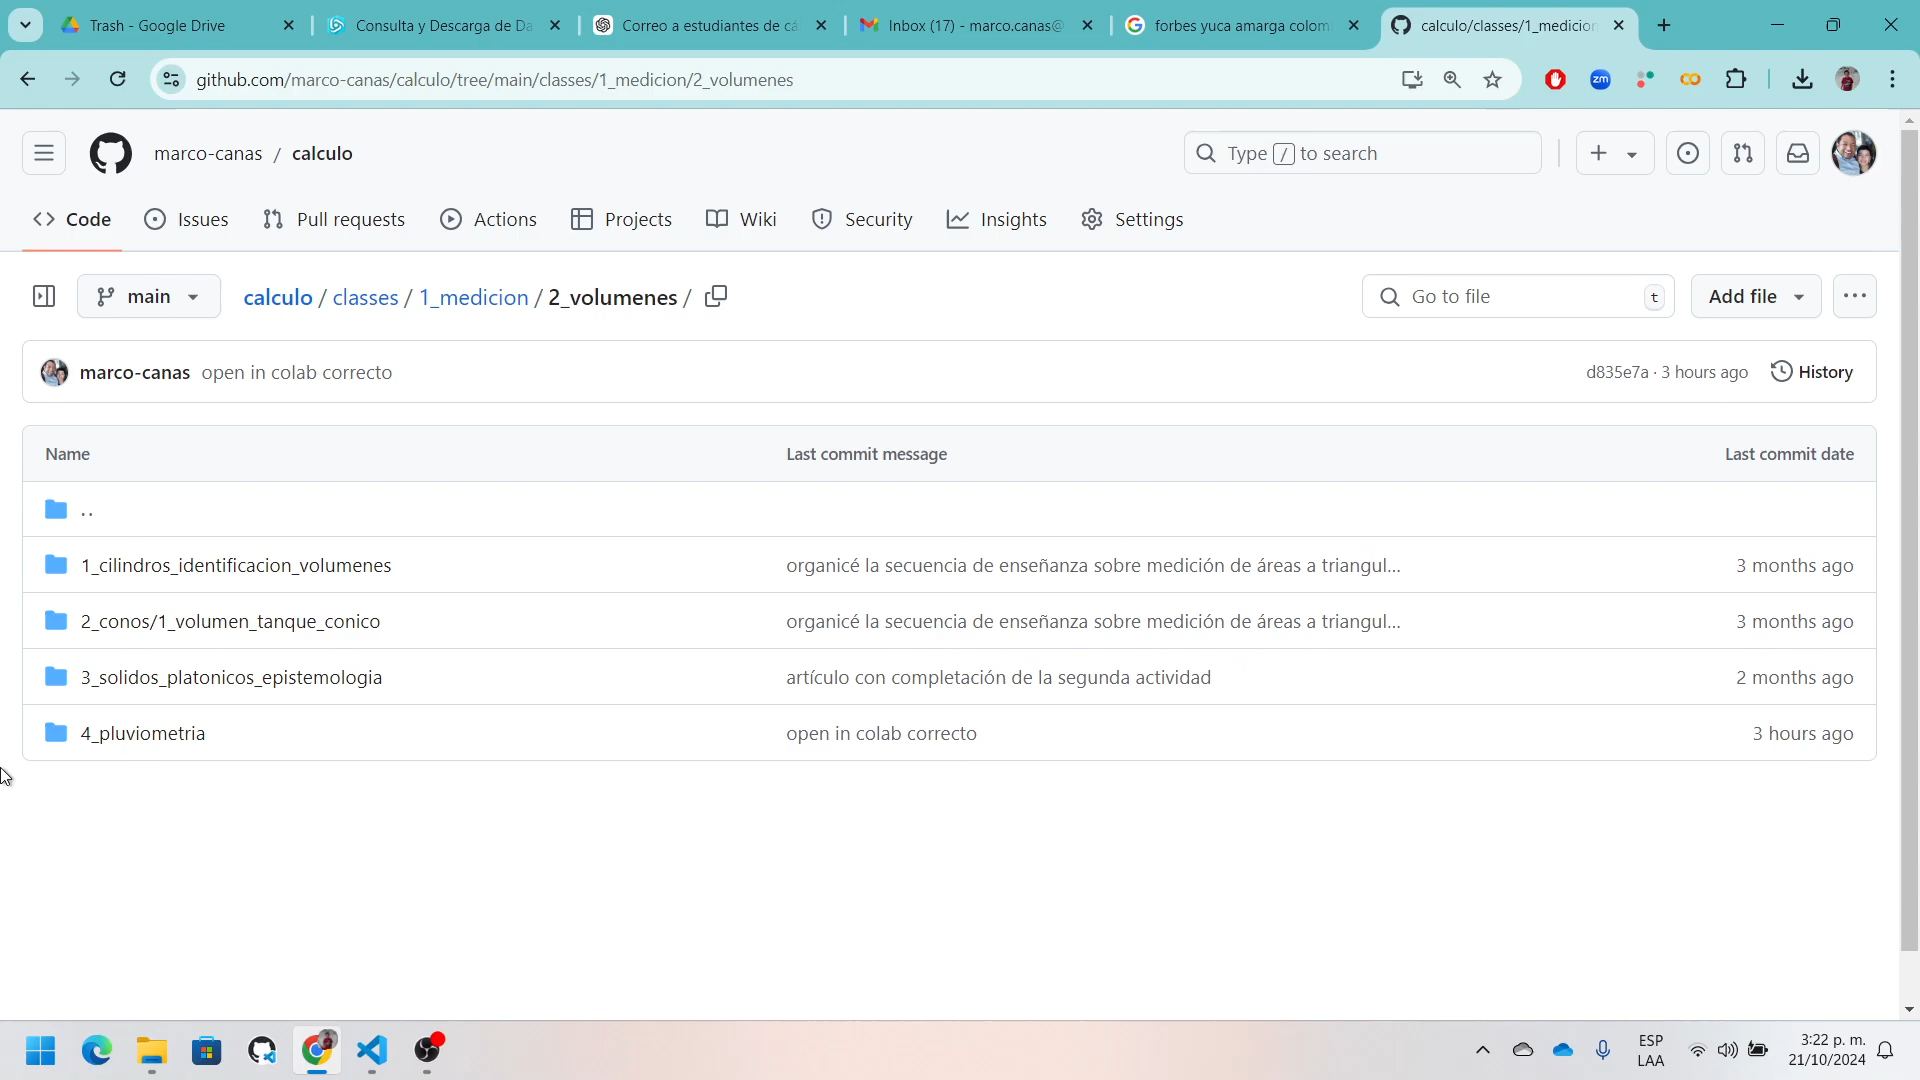 Trash - Google Drive
Consulta y Descarga de Da
Correo a estudiantes de cá
Inbox (17) - marco.canas@
forbes yuca amarga colom
calculo/classes/1_medicion
github.com/marco-canas/calculo/tree/main/classes/1_medicion/2_volumenes
zm
marco-canas / calculo
Type / to search
Code
Issues
Pull requests
Actions
Projects
Wiki
Security
Insights
Settings
main
calculo / classes / 1_medicion / 2_volumenes /
Go to file
t
Add file
marco-canas open in colab correcto
d835e7a · 3 hours ago
History
Name
Last commit message
Last commit date
..
1_cilindros_identificacion_volumenes
organicé la secuencia de enseñanza sobre medición de áreas a triangul...
3 months ago
2_conos/1_volumen_tanque_conico
organicé la secuencia de enseñanza sobre medición de áreas a triangul...
3 months ago
3_solidos_platonicos_epistemologia
artículo con completación de la segunda actividad
2 months ago
4_pluviometria
open in colab correcto
3 hours ago
ESP
LAA
3:22 p. m.
21/10/2024